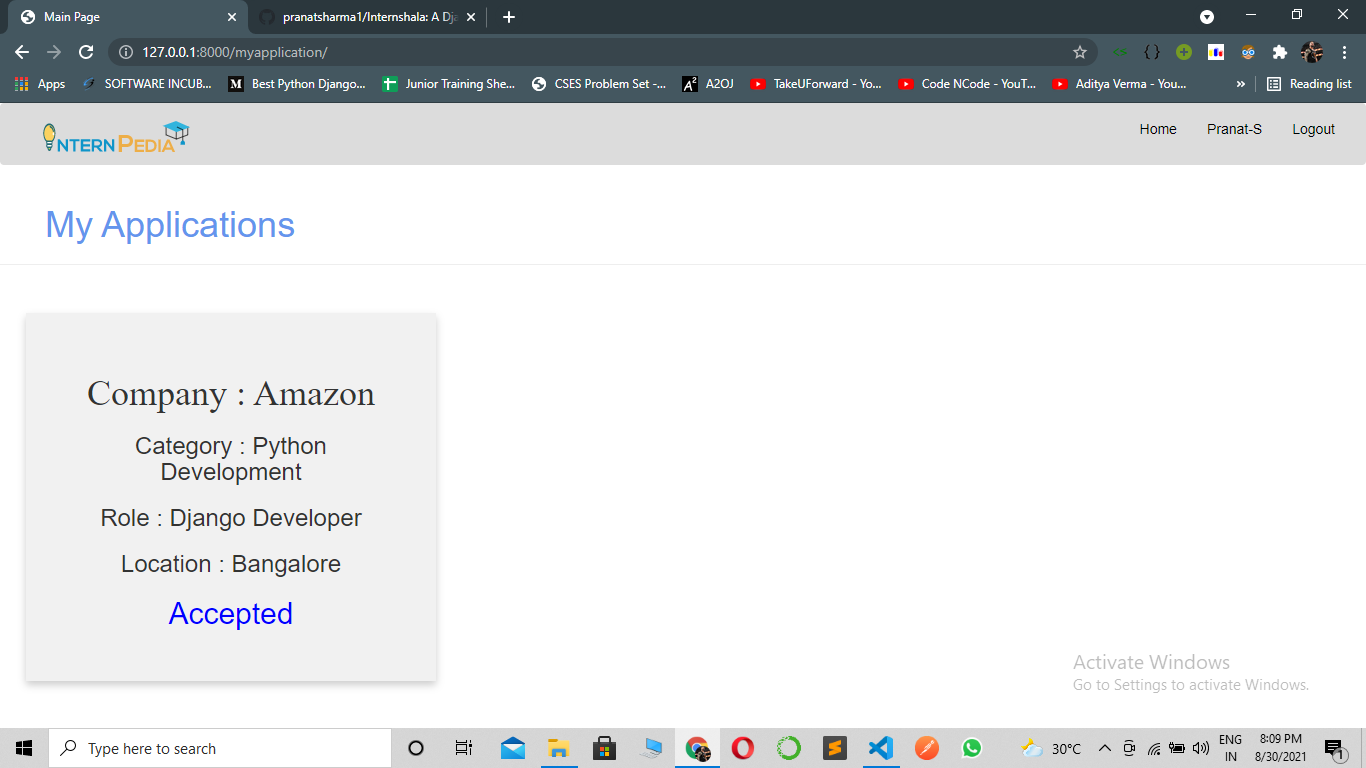 Main Page
pranatsharma1/Internshala: A Dja
127.0.0.1:8000/myapplication/
Apps
SOFTWARE INCUB...
M Best Python Django...
Junior Training She...
CSES Problem Set -...
A2 A2OJ
TakeUForward - Yo...
Code NCode - YouT...
Aditya Verma - You...
»
Reading list
INTERN PEDIA
Home
Pranat-S
Logout
My Applications
Company : Amazon
Category : Python
Development
Role : Django Developer
Location : Bangalore
Accepted
Activate Windows
Go to Settings to activate Windows.
Type here to search
30°C
ENG
IN
8:09 PM
8/30/2021
1